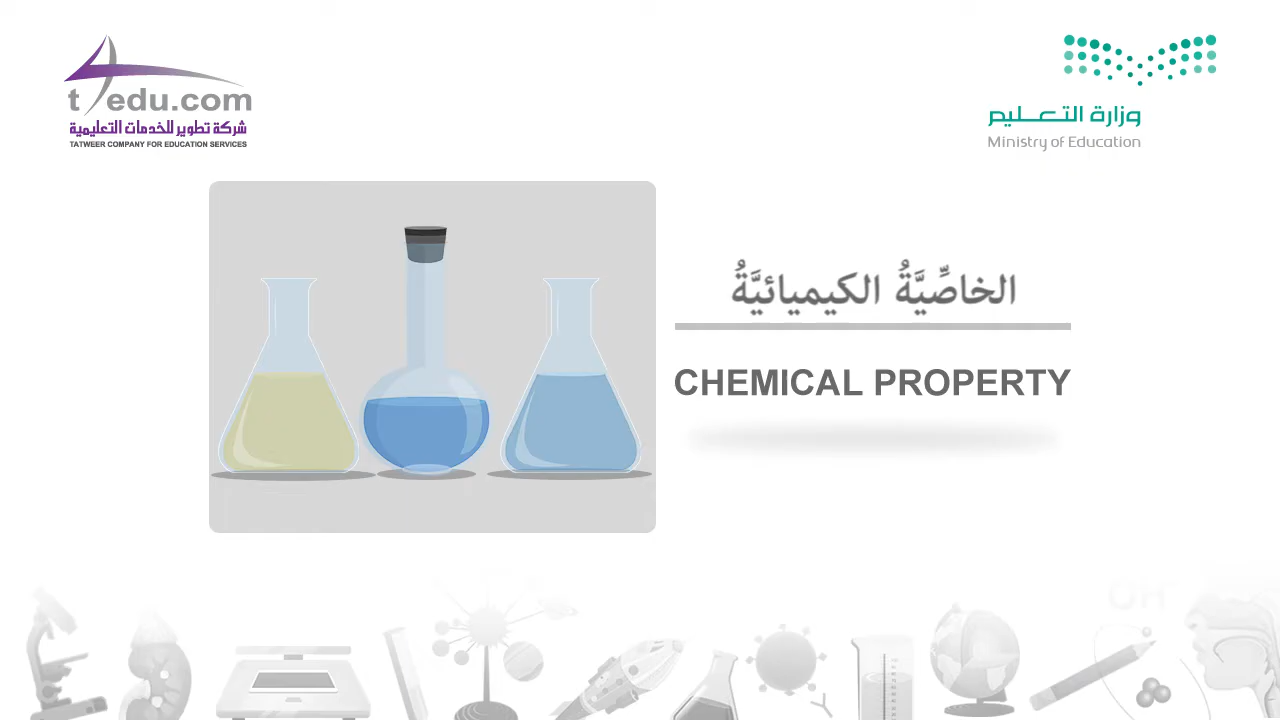 t4edu.com
شركة تطوير للخدمات التعليمية
TATWEER COMPANY FOR EDUCATION SERVICES
وزارة التعليم
Ministry of Education
الخاصِّيَّةُ الكيميائيَّةُ
CHEMICAL PROPERTY
OH